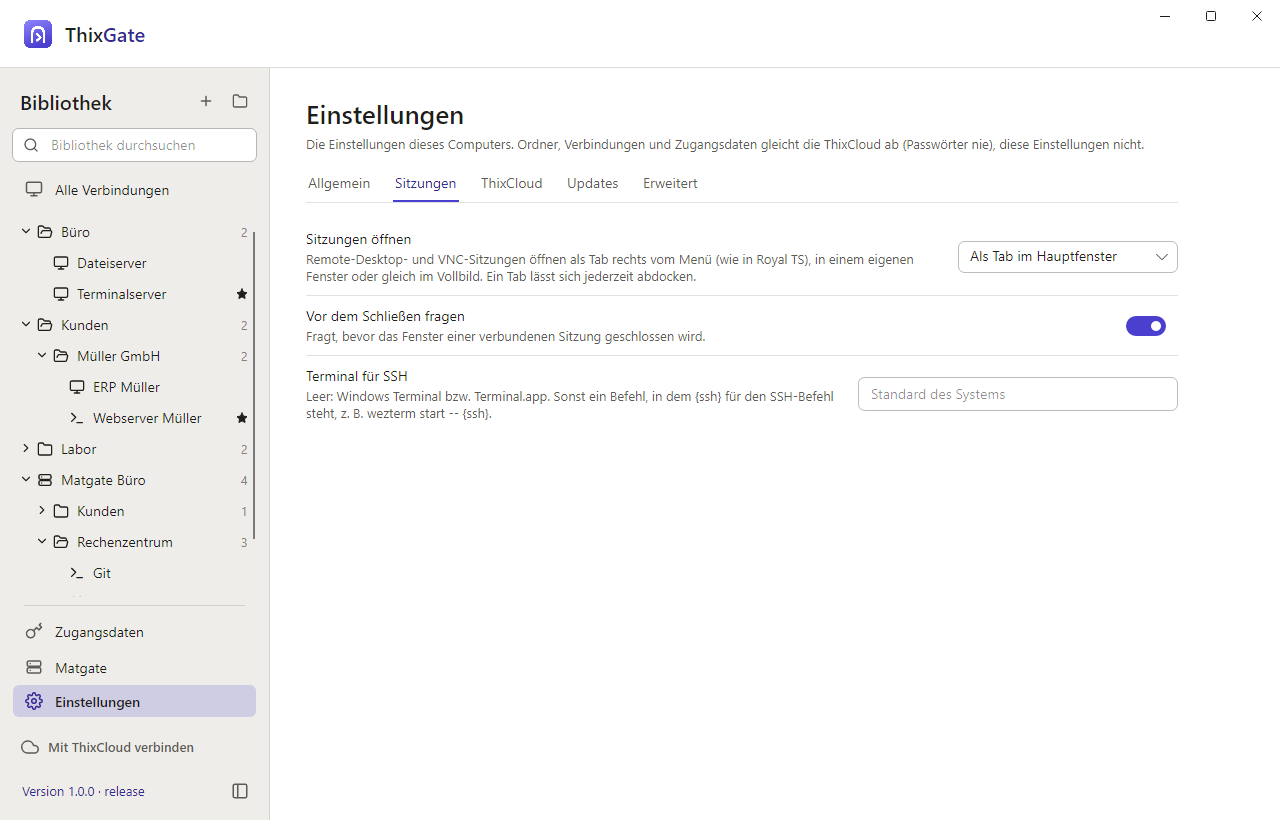 ThixGate
Bibliothek
Bibliothek durchsuchen
Alle Verbindungen
Büro 2
Dateiserver
Terminalserver
Kunden 2
Müller GmbH 2
ERP Müller
Webserver Müller
Labor 2
Matgate Büro 4
Kunden 1
Rechenzentrum 3
Git
Zugangsdaten
Matgate
Einstellungen
Mit ThixCloud verbinden
Version 1.0.0 · release
Einstellungen
Die Einstellungen dieses Computers. Ordner, Verbindungen und Zugangsdaten gleicht die ThixCloud ab (Passwörter nie), diese Einstellungen nicht.
Allgemein Sitzungen ThixCloud Updates Erweitert
Sitzungen öffnen
Remote-Desktop- und VNC-Sitzungen öffnen als Tab rechts vom Menü (wie in Royal TS), in einem eigenen
Fenster oder gleich im Vollbild. Ein Tab lässt sich jederzeit abdocken.
Als Tab im Hauptfenster
Vor dem Schließen fragen
Fragt, bevor das Fenster einer verbundenen Sitzung geschlossen wird.
Terminal für SSH
Leer: Windows Terminal bzw. Terminal.app. Sonst ein Befehl, in dem {ssh} für den SSH-Befehl
steht, z. B. wezterm start -- {ssh}.
Standard des Systems